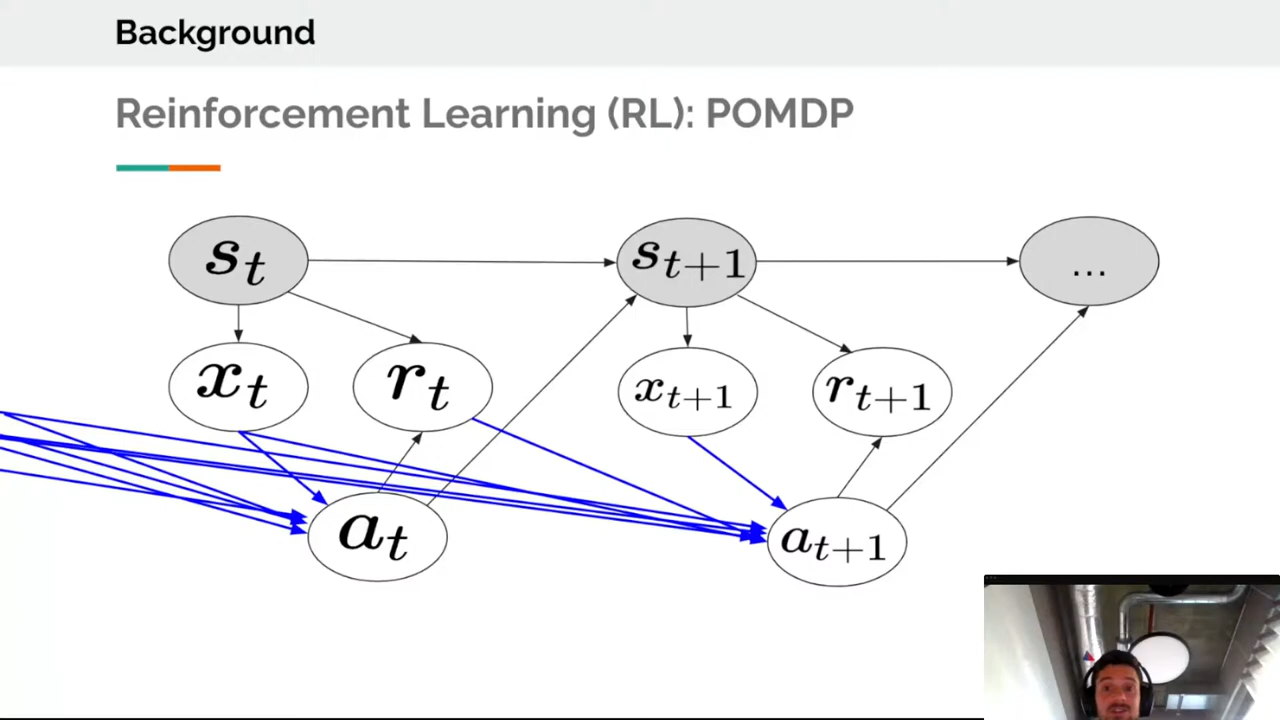 Background
Reinforcement Learning (RL): POMDP
s_t
s_{t+1}
...
x_t
r_t
x_{t+1}
r_{t+1}
a_t
a_{t+1}